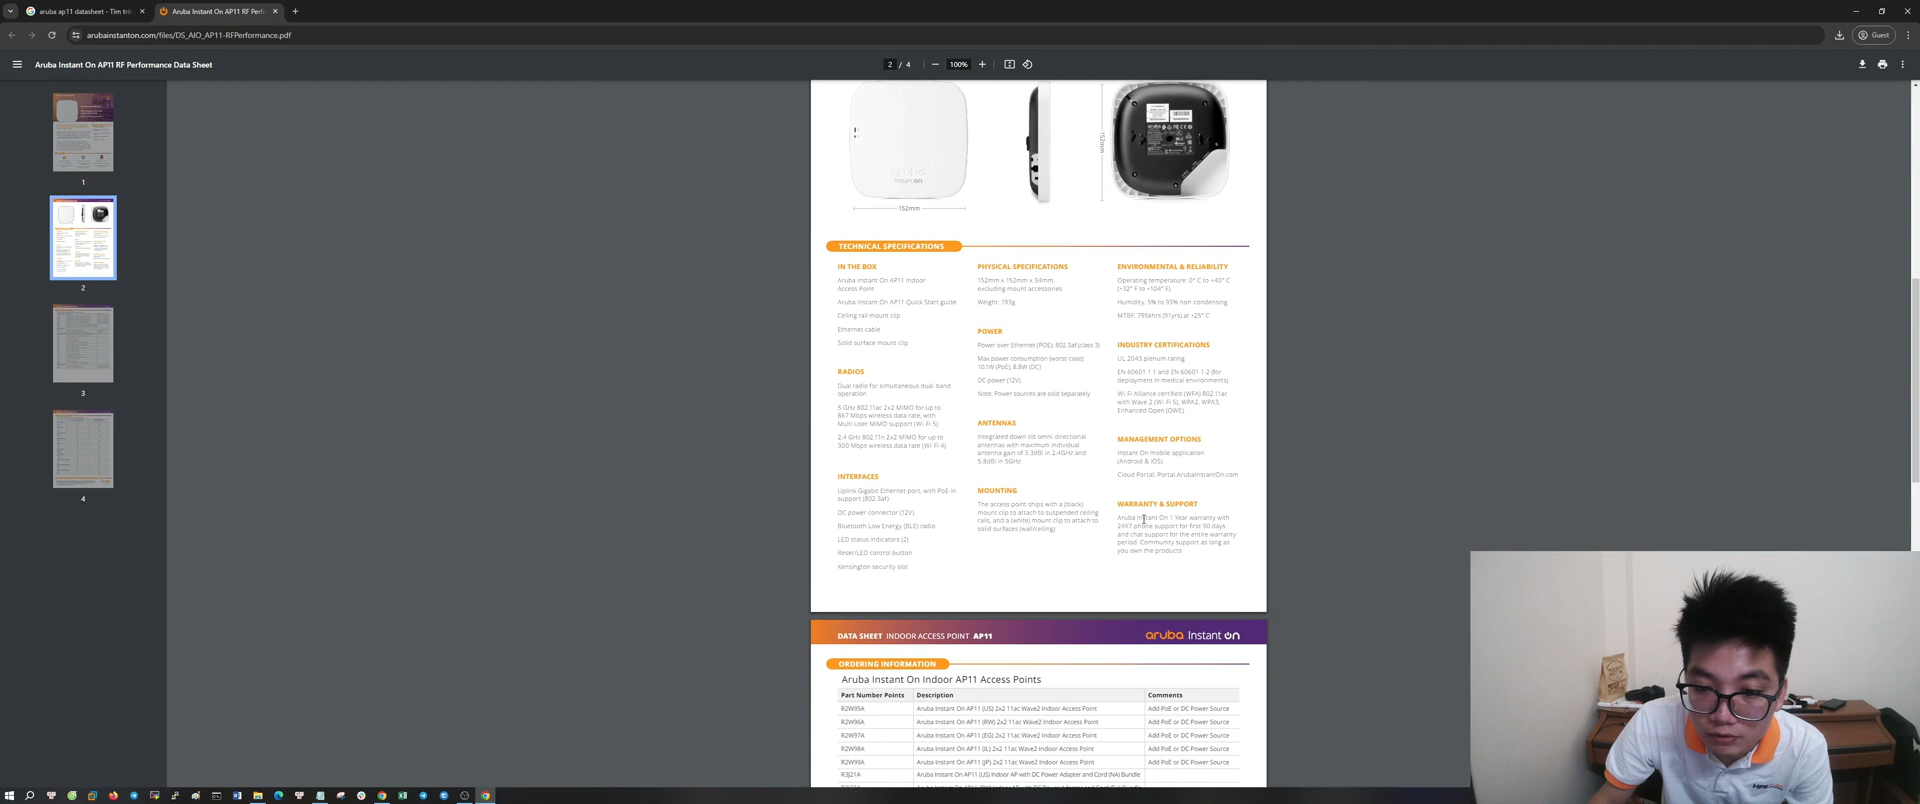 aruba ap11 datasheet - Tìm
Aruba Instant On AP11 RF Perf
arubainstanton.com/files/DS_AIO_AP11-RFPerformance.pdf
Guest
Aruba Instant On AP11 RF Performance Data Sheet
2 / 4
100%
1
2
3
4
aruba
instant on
152mm
152mm
TECHNICAL SPECIFICATIONS
IN THE BOX
Aruba Instant On AP11 Indoor
Access Point
Aruba Instant On AP11 Quick Start guide
Ceiling rail mount clip
Ethernet cable
Solid surface mount clip
RADIOS
Dual radio for simultaneous dual-band
operation
5 GHz 802.11ac 2x2 MIMO for up to
867 Mbps wireless data rate, with
Multi User MIMO support (Wi-Fi 5)
2.4 GHz 802.11n 2x2 MIMO for up to
300 Mbps wireless data rate (Wi-Fi 4)
INTERFACES
Uplink Gigabit Ethernet port, with PoE in
support (802.3af)
DC power connector (12V)
Bluetooth Low Energy (BLE) radio
LED status indicators (2)
Reset/LED control button
Kensington security slot
PHYSICAL SPECIFICATIONS
152mm x 152mm x 34mm,
excluding mount accessories
Weight: 193g
POWER
Power over Ethernet (POE): 802.3af (class 3)
Max power consumption (worst case);
10.1W (PoE), 8.8W (DC)
DC power (12V)
Note: Power sources are sold separately
ANTENNAS
Integrated down tilt omni directional
antennas with maximum individual
antenna gain of 3.3dBi in 2.4GHz and
5.8dBi in 5GHz
MOUNTING
The access point ships with a (black)
mount clip to attach to suspended ceiling
rails, and a (white) mount clip to attach to
solid surfaces (wall/ceiling)
ENVIRONMENTAL & RELIABILITY
Operating temperature: 0° C to +40° C
(+32° F to +104° F)
Humidity: 5% to 93% non-condensing
MTBF: 795khrs (91yrs) at +25° C
INDUSTRY CERTIFICATIONS
UL 2043 plenum rating
EN 60601-1-1 and EN 60601-1-2 (for
deployment in medical environments)
Wi-Fi Alliance certified (WFA) 802.11ac
with Wave 2 (Wi-Fi 5), WPA2, WPA3,
Enhanced Open (OWE)
MANAGEMENT OPTIONS
Instant On mobile application
(Android & iOS)
Cloud Portal: Portal.ArubaInstantOn.com
WARRANTY & SUPPORT
Aruba Instant On 1 Year warranty with
24X7 phone support for first 90 days
and chat support for the entire warranty
period. Community support as long as
you own the products
DATA SHEET INDOOR ACCESS POINT AP11
aruba Instant On
ORDERING INFORMATION
Aruba Instant On Indoor AP11 Access Points
Part Number Points Description Comments
R2W95A Aruba Instant On AP11 (US) 2x2 11ac Wave2 Indoor Access Point Add PoE or DC Power Source
R2W96A Aruba Instant On AP11 (RW) 2x2 11ac Wave2 Indoor Access Point Add PoE or DC Power Source
R2W97A Aruba Instant On AP11 (EG) 2x2 11ac Wave2 Indoor Access Point Add PoE or DC Power Source
R2W98A Aruba Instant On AP11 (IL) 2x2 11ac Wave2 Indoor Access Point Add PoE or DC Power Source
R2W99A Aruba Instant On AP11 (JP) 2x2 11ac Wave2 Indoor Access Point Add PoE or DC Power Source
R3J21A Aruba Instant On AP11 (US) Indoor AP with DC Power Adapter and Cord (NA) Bundle